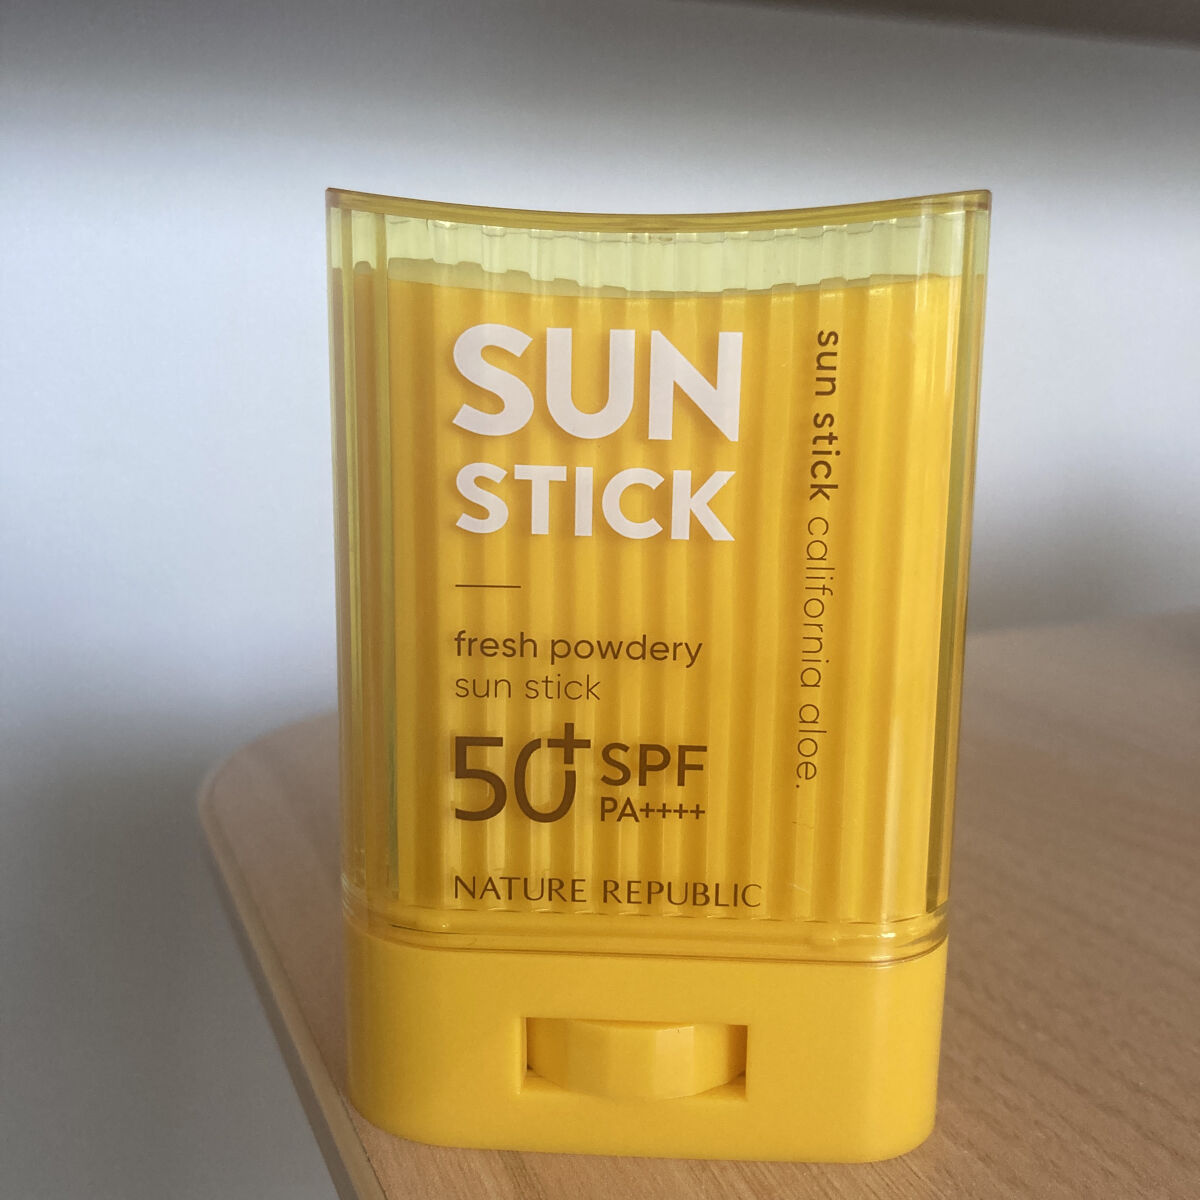 SUN
STICK
fresh powdery
sun stick
50+ SPF
PA++++
NATURE REPUBLIC
sun stick california aloe.